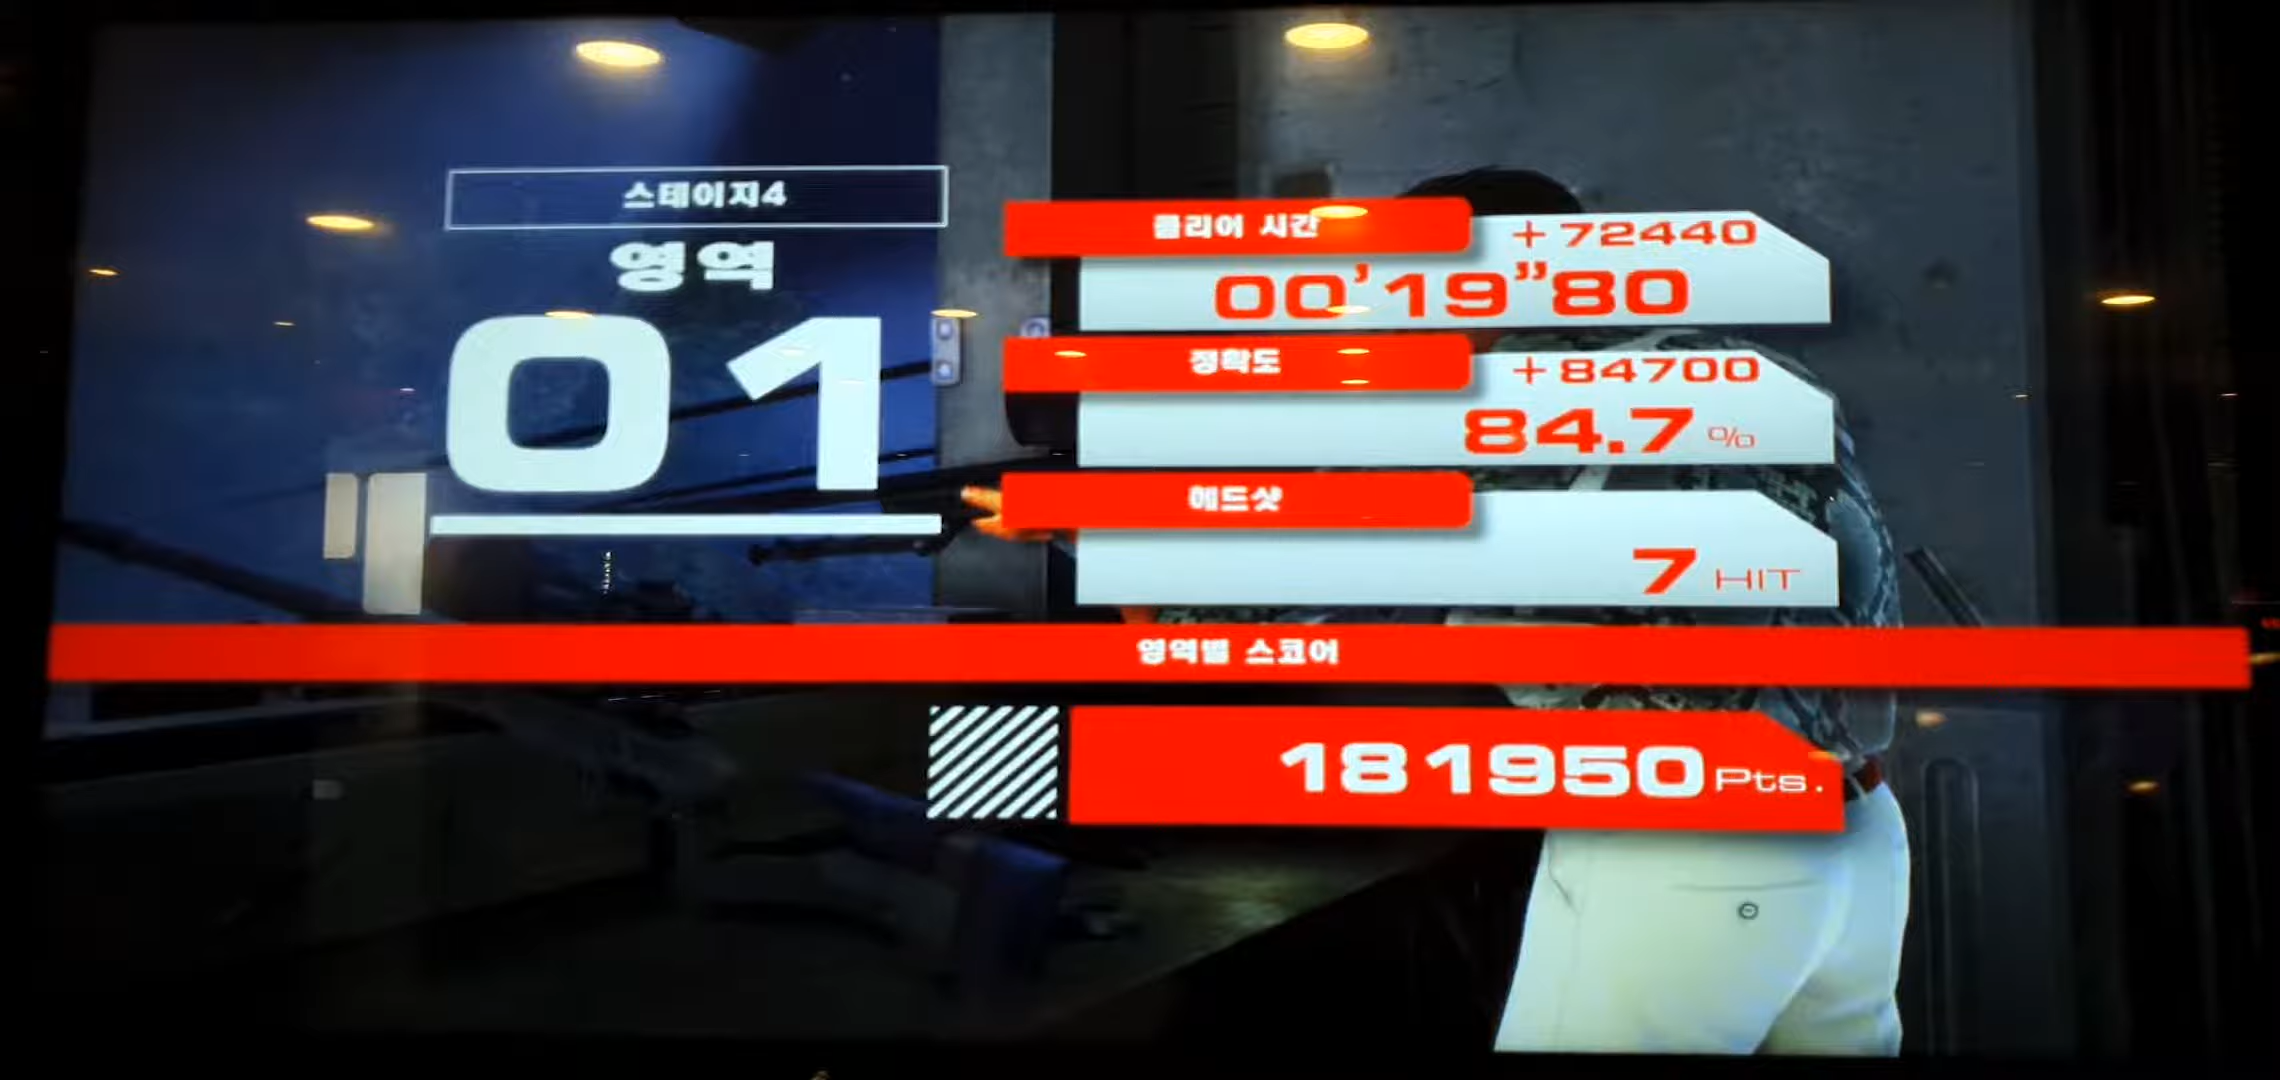 스테이지4
영역
01
클리어 시간
+72440
00'19"80
정확도
+84700
84.7 %
헤드샷
7 HIT
영역별 스코어
181950 Pts.